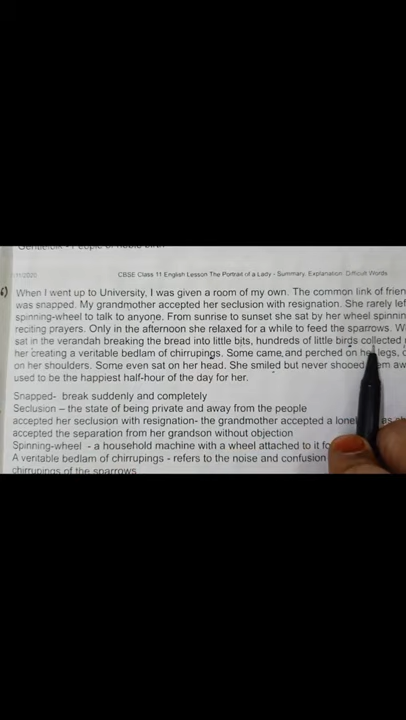 11/2020 CBSE Class 11 English Lesson The Portrait of a Lady - Summary, Explanation, Difficult Words
6) When I went up to University, I was given a room of my own. The common link of frien
was snapped. My grandmother accepted her seclusion with resignation. She rarely lef
spinning-wheel to talk to anyone. From sunrise to sunset she sat by her wheel spinnin
reciting prayers. Only in the afternoon she relaxed for a while to feed the sparrows. W
sat in the verandah breaking the bread into little bits, hundreds of little birds collected
her creating a veritable bedlam of chirrupings. Some came and perched on her legs,
on her shoulders. Some even sat on her head. She smiled but never shooed em aw
used to be the happiest half-hour of the day for her.
Snapped- break suddenly and completely
Seclusion – the state of being private and away from the people
accepted her seclusion with resignation- the grandmother accepted a lonel as
accepted the separation from her grandson without objection
Spinning-wheel - a household machine with a wheel attached to it fo
A veritable bedlam of chirrupings - refers to the noise and confusion
chirrupings of the sparrows